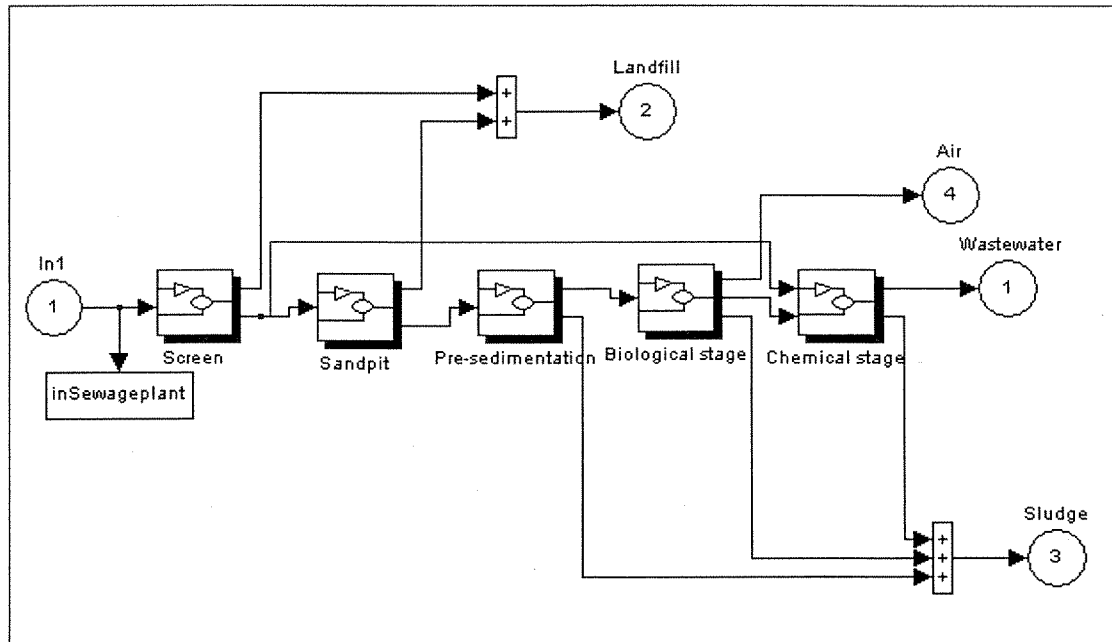 Landfill
+
2
+
Air
4
Wastewater
In1
1
1
Screen
Sandpit
Pre-sedimentation
Biological stage
Chemical stage
inSewageplant
Sludge
+
+
3
+